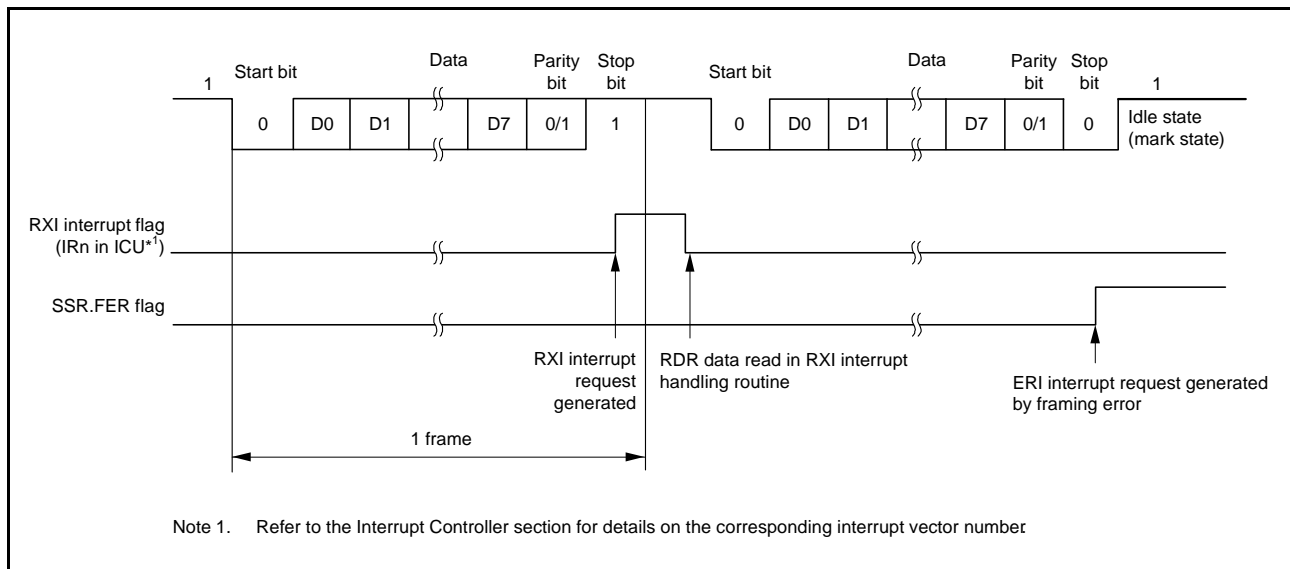 1
Start bit
Data
Parity
bit
Stop
bit
Start bit
Data
Parity
bit
Stop
bit
1
0 D0 D1 D7 0/1 1 0 D0 D1 D7 0/1 0
Idle state
(mark state)
RXI interrupt flag
(IRn in ICU*1)
SSR.FER flag
RXI interrupt
request
generated
RDR data read in RXI interrupt
handling routine
ERI interrupt request generated
by framing error
1 frame
Note 1. Refer to the Interrupt Controller section for details on the corresponding interrupt vector number.